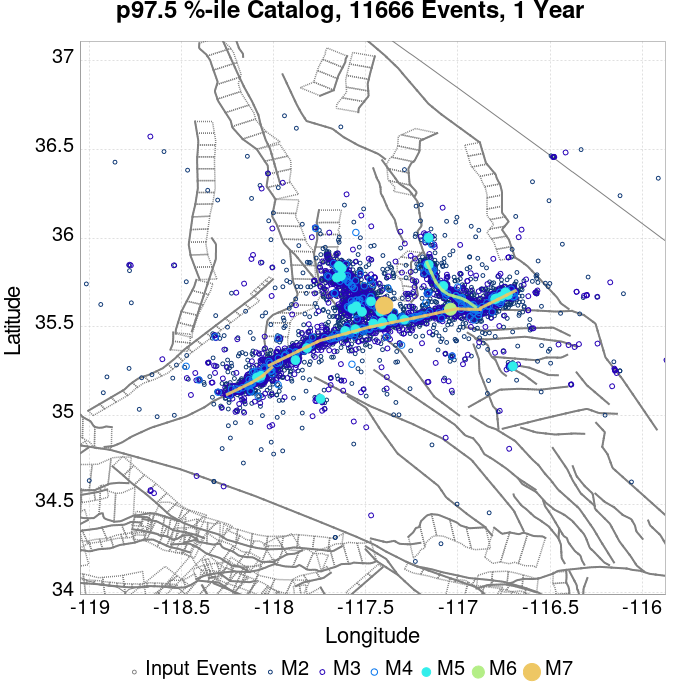 p97.5 %-ile Catalog, 11666 Events, 1 Year
37
36.5
36
35.5
35
34.5
34
Latitude
-119 -118.5 -118 -117.5 -117 -116.5 -116
Longitude
Input Events M2 M3 M4 M5 M6 M7